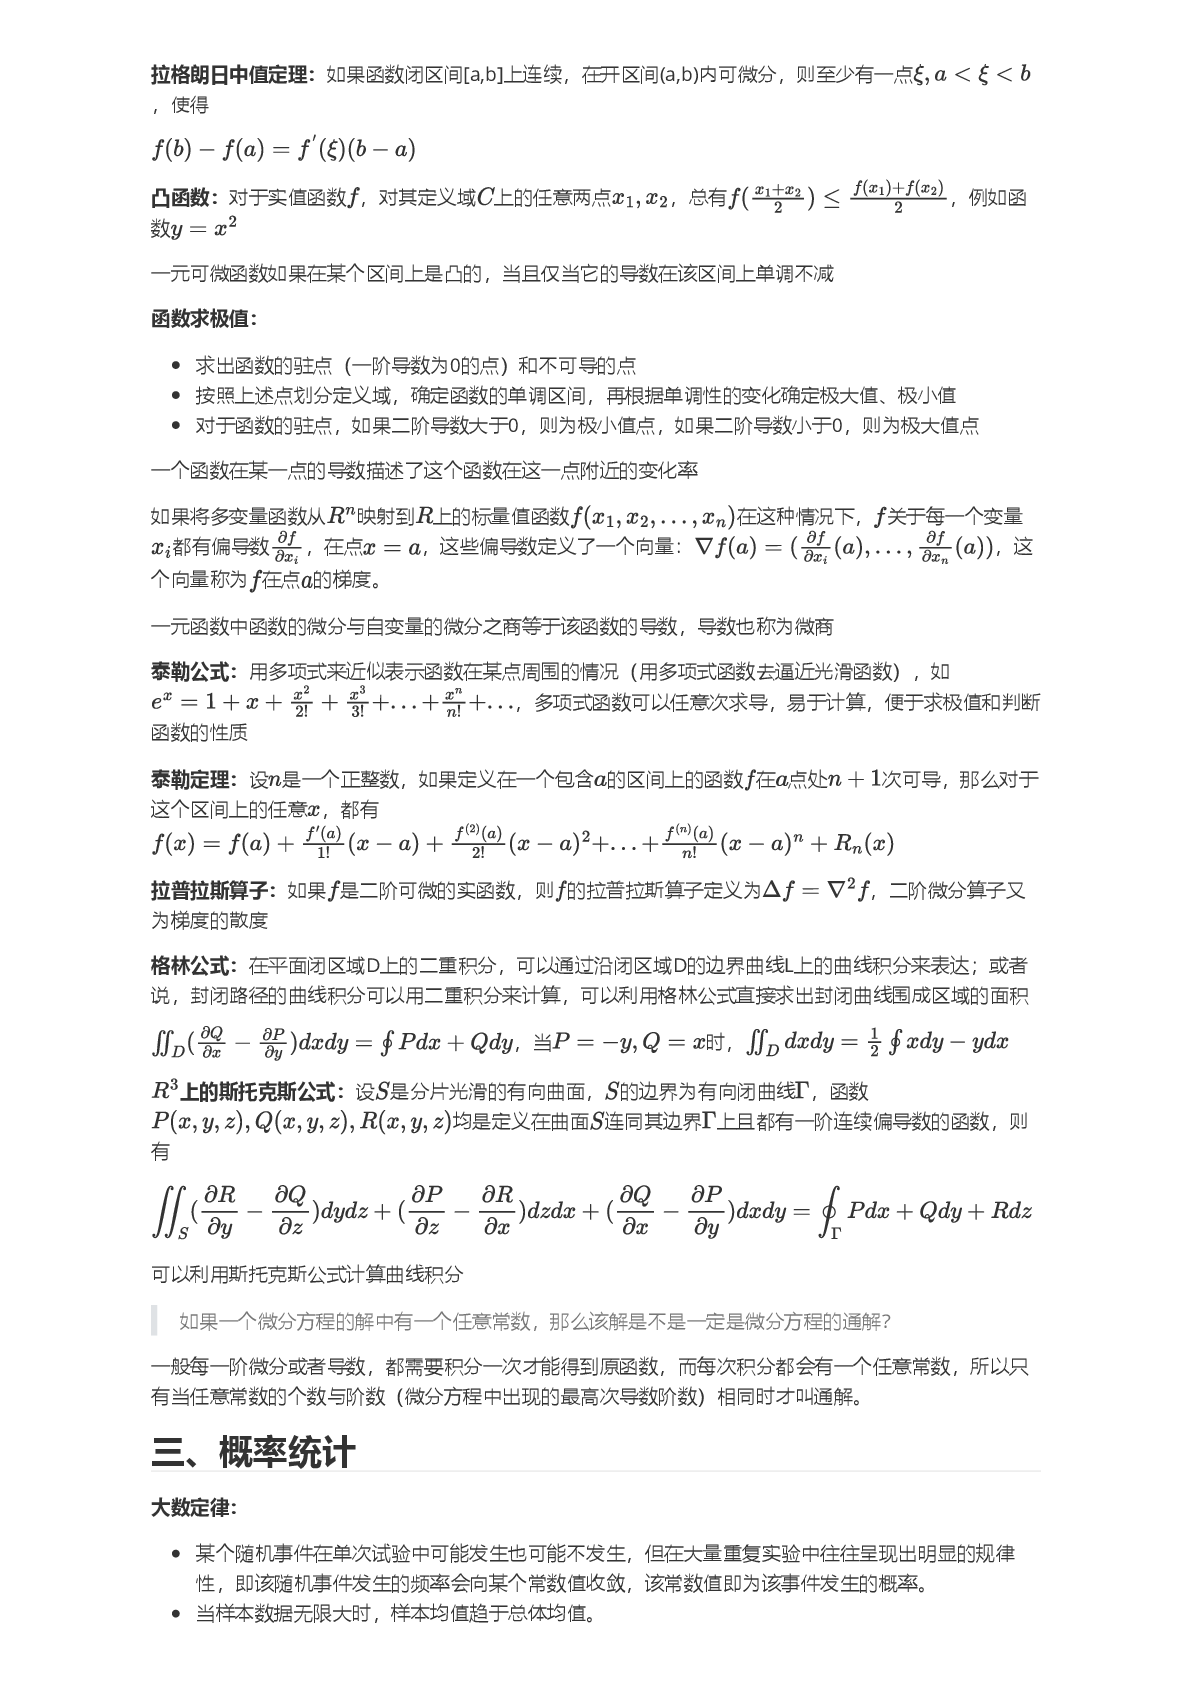 拉格朗日中值定理：如果函数闭区间[a,b]上连续，在开区间(a,b)内可微分，则至少有一点$\xi, a < \xi < b$
，使得
$f(b) - f(a) = f^{'}(\xi)(b - a)$
凸函数：对于实值函数$f$，对其定义域$C$上的任意两点$x_1, x_2$，总有$f(\frac{x_1+x_2}{2}) \leq \frac{f(x_1)+f(x_2)}{2}$，例如函
数$y = x^2$
一元可微函数如果在某个区间上是凸的，当且仅当它的导数在该区间上单调不减
函数求极值：
• 求出函数的驻点（一阶导数为0的点）和不可导的点
• 按照上述点划分定义域，确定函数的单调区间，再根据单调性的变化确定极大值、极小值
• 对于函数的驻点，如果二阶导数大于0，则为极小值点，如果二阶导数小于0，则为极大值点
一个函数在某一点的导数描述了这个函数在这一点附近的变化率
如果将多变量函数从$R^n$映射到$R$上的标量值函数$f(x_1, x_2, \ldots, x_n)$在这种情况下，$f$关于每一个变量
$x_i$都有偏导数$\frac{\partial f}{\partial x_i}$，在点$x = a$，这些偏导数定义了一个向量：$\nabla f(a) = (\frac{\partial f}{\partial x_i}(a), \ldots, \frac{\partial f}{\partial x_n}(a))$，这
个向量称为$f$在点$a$的梯度。
一元函数中函数的微分与自变量的微分之商等于该函数的导数，导数也称为微商
泰勒公式：用多项式来近似表示函数在某点周围的情况（用多项式函数去逼近光滑函数），如
$e^x = 1 + x + \frac{x^2}{2!} + \frac{x^3}{3!} + \ldots + \frac{x^n}{n!} + \ldots$，多项式函数可以任意次求导，易于计算，便于求极值和判断
函数的性质
泰勒定理：设$n$是一个正整数，如果定义在一个包含$a$的区间上的函数$f$在$a$点处$n + 1$次可导，那么对于
这个区间上的任意$x$，都有
$f(x) = f(a) + \frac{f'(a)}{1!}(x - a) + \frac{f^{(2)}(a)}{2!}(x - a)^2 + \ldots + \frac{f^{(n)}(a)}{n!}(x - a)^n + R_n(x)$
拉普拉斯算子：如果$f$是二阶可微的实函数，则$f$的拉普拉斯算子定义为$\Delta f = \nabla^2 f$，二阶微分算子又
为梯度的散度
格林公式：在平面闭区域D上的二重积分，可以通过沿闭区域D的边界曲线L上的曲线积分来表达；或者
说，封闭路径的曲线积分可以用二重积分来计算，可以利用格林公式直接求出封闭曲线围成区域的面积
$\iint_D (\frac{\partial Q}{\partial x} - \frac{\partial P}{\partial y})dxdy = \oint Pdx + Qdy$，当$P = -y, Q = x$时，$\iint_D dxdy = \frac{1}{2} \oint xdy - ydx$
$R^3$上的斯托克斯公式：设$S$是分片光滑的有向曲面，$S$的边界为有向闭曲线$\Gamma$，函数
$P(x, y, z), Q(x, y, z), R(x, y, z)$均是定义在曲面$S$连同其边界$\Gamma$上且都有一阶连续偏导数的函数，则
有
$\iint_S (\frac{\partial R}{\partial y} - \frac{\partial Q}{\partial z})dydz + (\frac{\partial P}{\partial z} - \frac{\partial R}{\partial x})dzdx + (\frac{\partial Q}{\partial x} - \frac{\partial P}{\partial y})dxdy = \oint_\Gamma Pdx + Qdy + Rdz$
可以利用斯托克斯公式计算曲线积分
如果一个微分方程的解中有一个任意常数，那么该解是不是一定是微分方程的通解？
一般每一阶微分或者导数，都需要积分一次才能得到原函数，而每次积分都会有一个任意常数，所以只
有当任意常数的个数与阶数（微分方程中出现的最高次导数阶数）相同时才叫通解。
三、概率统计
大数定律：
• 某个随机事件在单次试验中可能发生也可能不发生，但在大量重复实验中往往呈现出明显的规律
性，即该随机事件发生的频率会向某个常数值收敛，该常数值即为该事件发生的概率。
• 当样本数据无限大时，样本均值趋于总体均值。